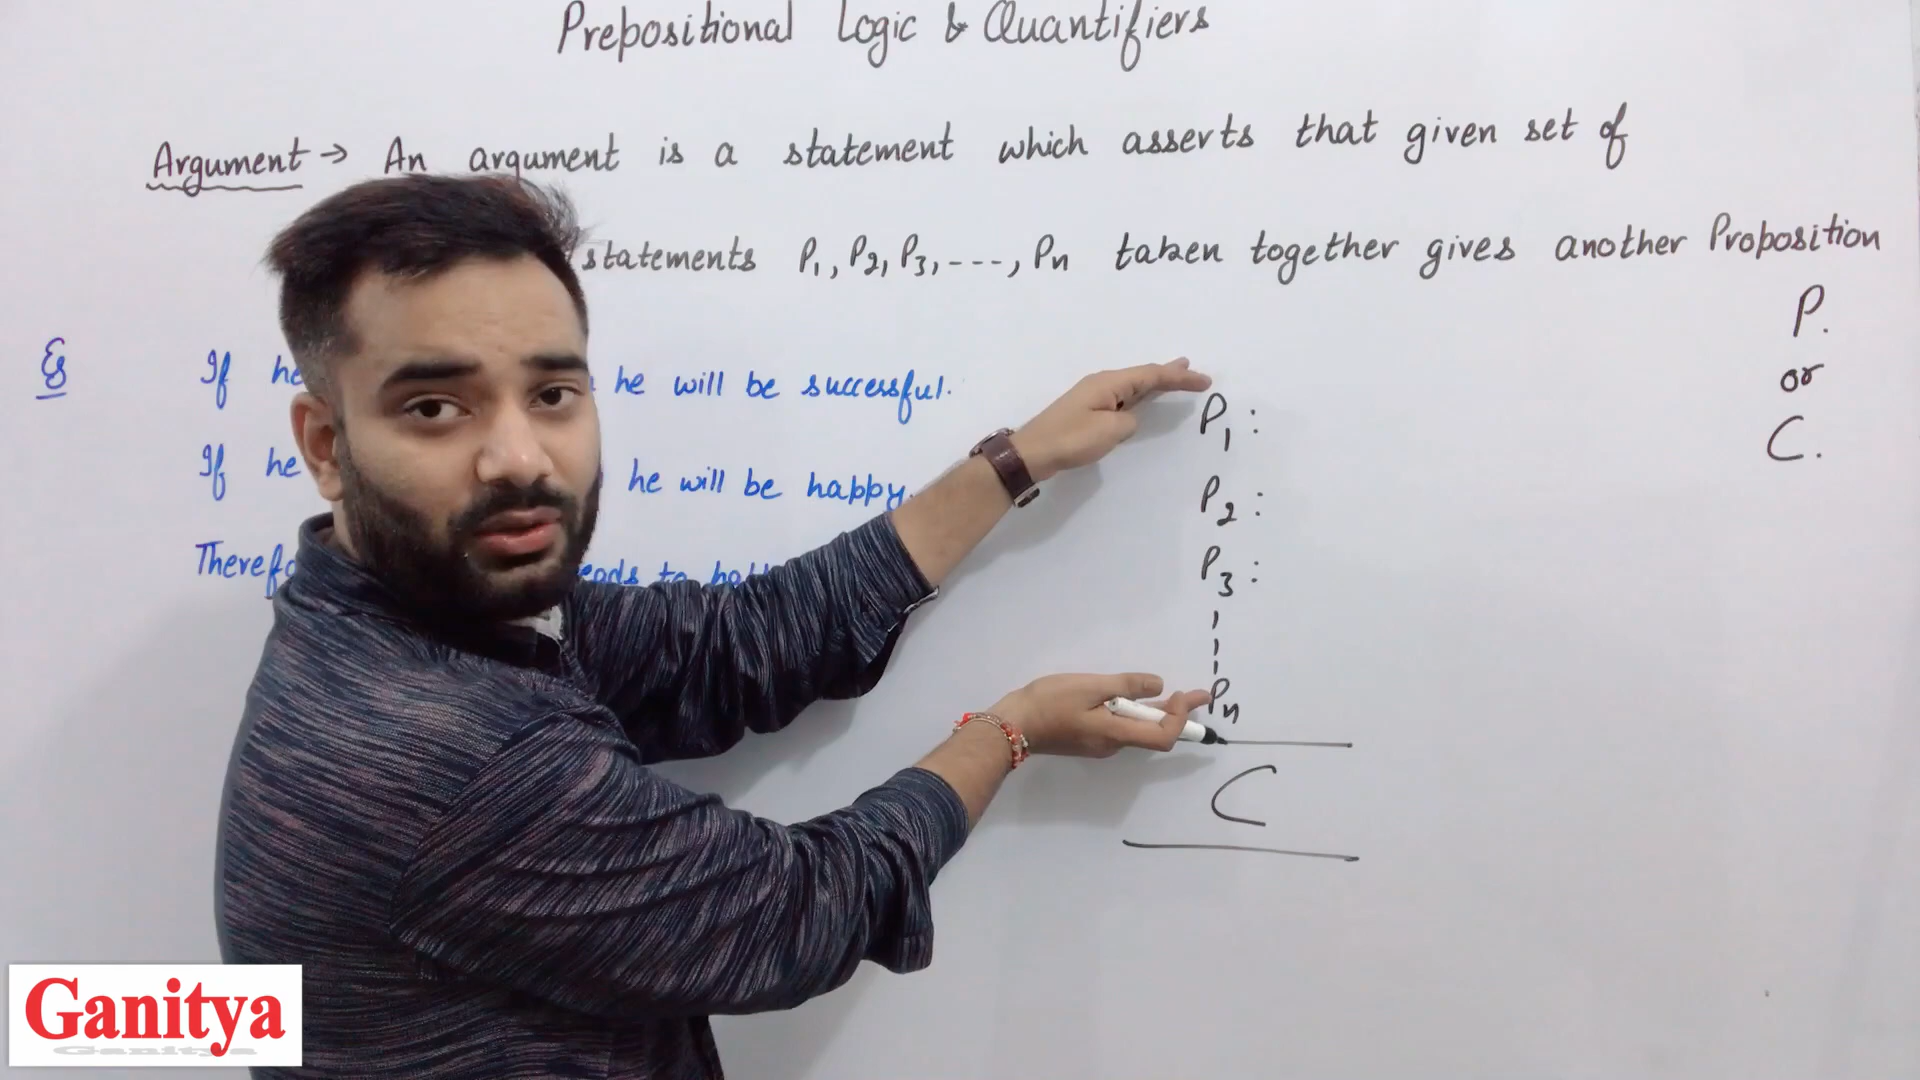 Prepositional Logic & Quantifiers
Argument → An argument is a statement which asserts that given set of
statements P1, P2, P3, ---, Pn taken together gives another Proposition
P.
or
C.
Eg
If he he will be successful.
If he he will be happy.
to
P1 :
P2 :
P3 :
Pn
C
Ganitya